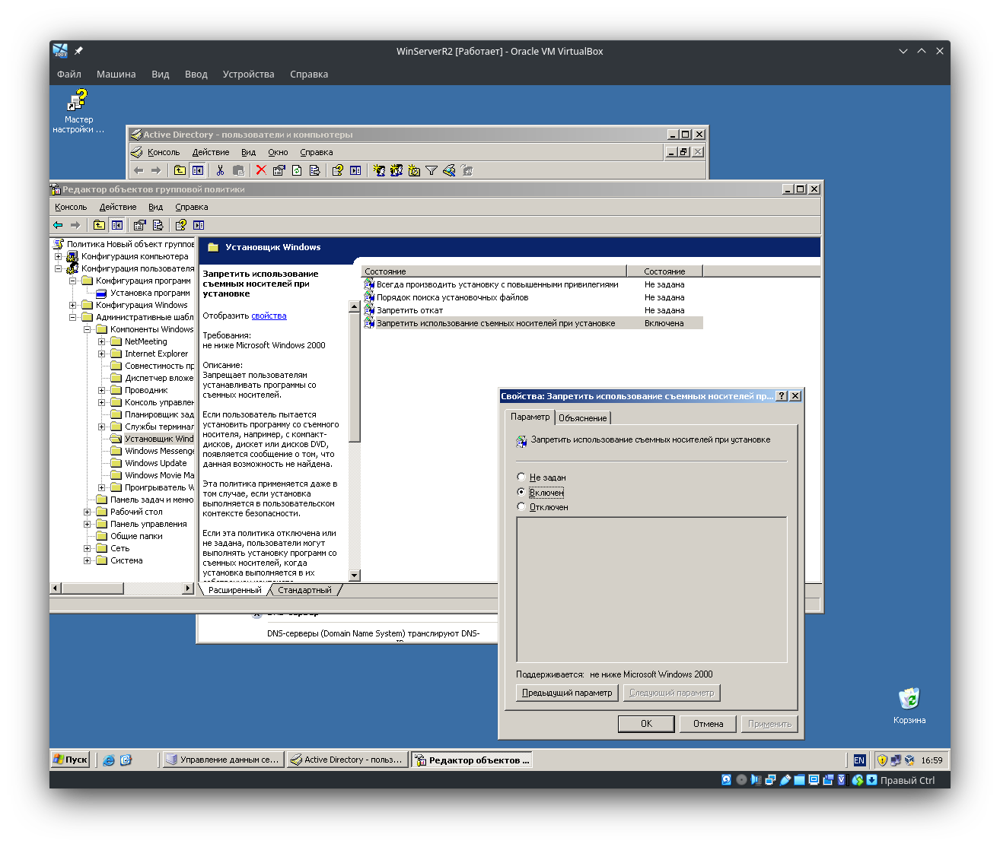 WinServerR2 [Работает] - Oracle VM VirtualBox
Файл Машина Вид Ввод Устройства Справка
Мастер
настройки ...
Active Directory - пользователи и компьютеры
Консоль Действие Вид Окно Справка
Редактор объектов групповой политики
Консоль Действие Вид Справка
Политика Новый объект группов
Конфигурация компьютера
Конфигурация пользователя
Конфигурация программ
Установка программ
Конфигурация Windows
Административные шабл
Компоненты Windows
NetMeeting
Internet Explorer
Совместимость пр
Диспетчер вложе
Проводник
Консоль управлен
Планировщик зад
Службы терминал
Установщик Wind
Windows Messenge
Windows Update
Windows Movie Ma
Проигрыватель W
Панель задач и меню
Рабочий стол
Панель управления
Общие папки
Сеть
Система
Установщик Windows
Запретить использование
съемных носителей при
установке
Отобразить свойства
Требования:
не ниже Microsoft Windows 2000
Описание:
Запрещает пользователям
устанавливать программы со
съемных носителей.
Если пользователь пытается
установить программу со съемного
носителя, например, с компакт-
дисков, дискет или дисков DVD,
появляется сообщение о том, что
данная возможность не найдена.
Эта политика применяется даже в
том случае, если установка
выполняется в пользовательском
контексте безопасности.
Если эта политика отключена или
не задана, пользователи могут
выполнять установку программ со
съемных носителей, когда
установка выполняется в их
Состояние Состояние
Всегда производить установку с повышенными привилегиями Не задана
Порядок поиска установочных файлов Не задана
Запретить откат Не задана
Запретить использование съемных носителей при установке Включена
Расширенный Стандартный
DNS-серверы (Domain Name System) транслируют DNS-
Свойства: Запретить использование съемных носителей пр...
Параметр Объяснение
Запретить использование съемных носителей при установке
Не задан
Включен
Отключен
Поддерживается: не ниже Microsoft Windows 2000
Предыдущий параметр Следующий параметр
OK Отмена Применить
Корзина
Пуск Управление данным се... Active Directory - польз... Редактор объектов ... EN 16:59
Правый Ctrl